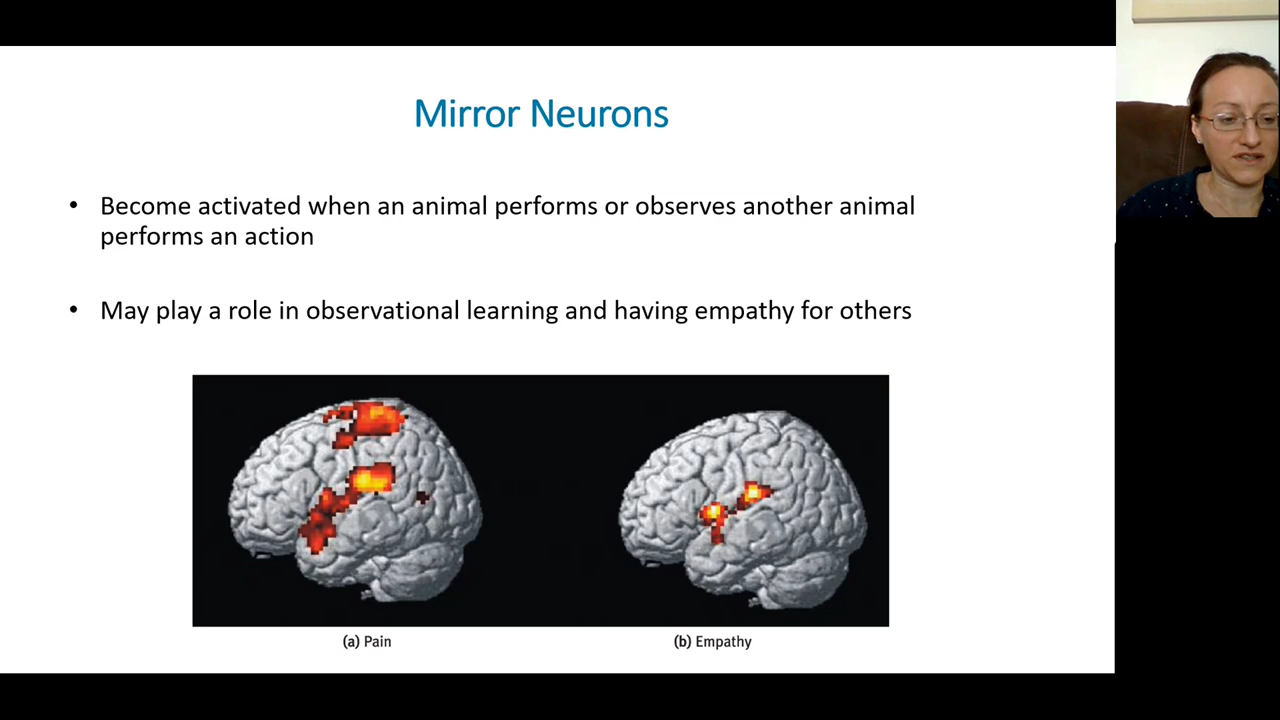 Mirror Neurons
• Become activated when an animal performs or observes another animal
performs an action
• May play a role in observational learning and having empathy for others
(a) Pain
(b) Empathy